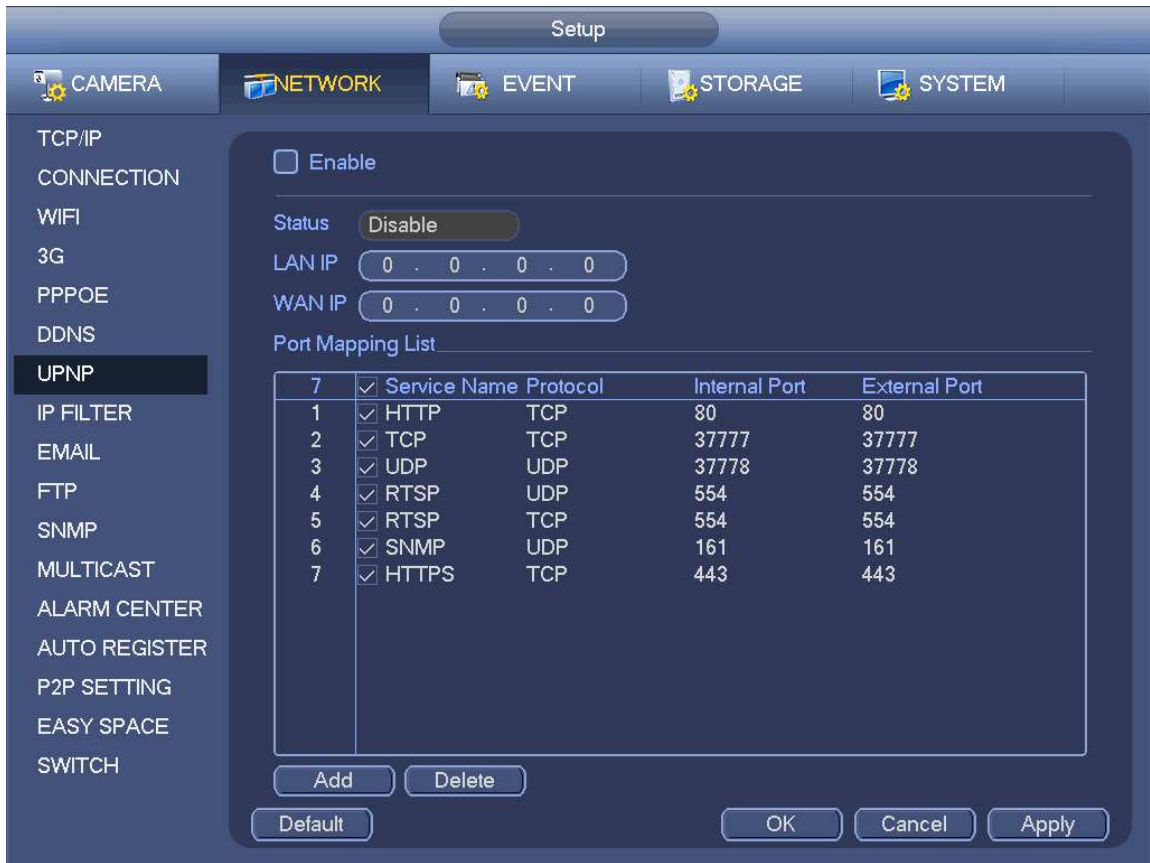 Setup
CAMERA NETWORK EVENT STORAGE SYSTEM
TCP/IP
CONNECTION
WIFI
3G
PPPOE
DDNS
UPNP
IP FILTER
EMAIL
FTP
SNMP
MULTICAST
ALARM CENTER
AUTO REGISTER
P2P SETTING
EASY SPACE
SWITCH
Enable
Status Disable
LAN IP 0 . 0 . 0 . 0
WAN IP 0 . 0 . 0 . 0
Port Mapping List
7 Service Name Protocol Internal Port External Port
1 HTTP TCP 80 80
2 TCP TCP 37777 37777
3 UDP UDP 37778 37778
4 RTSP UDP 554 554
5 RTSP TCP 554 554
6 SNMP UDP 161 161
7 HTTPS TCP 443 443
Add Delete
Default OK Cancel Apply